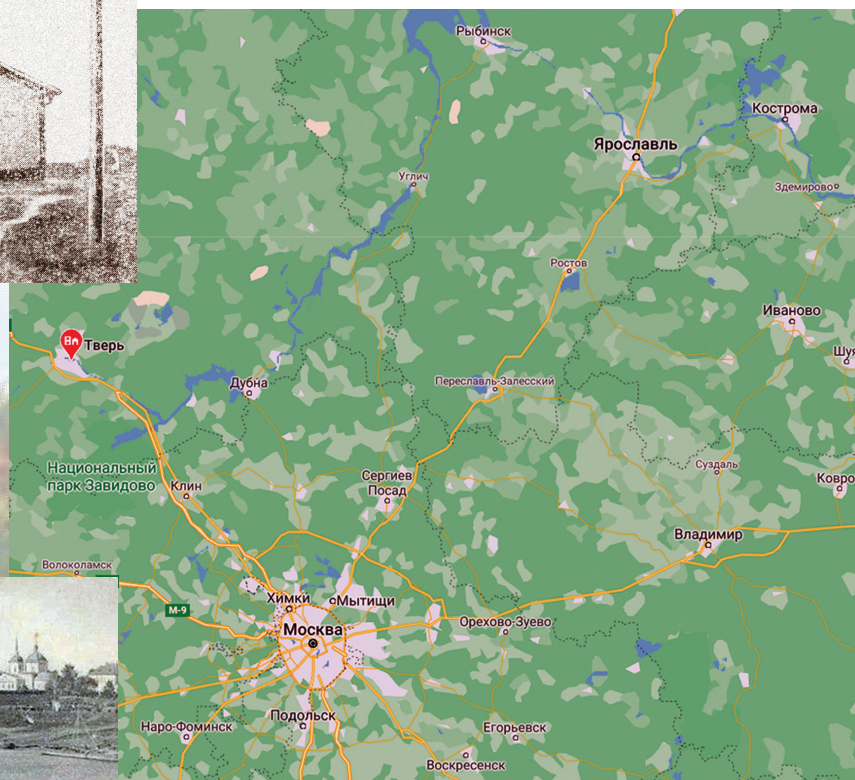 Рыбинск
Кострома
Ярославль
Углич
Здемирово
Ростов
Иваново
Тверь
Шуя
Дубна
Переславль-Залесский
Национальный
парк Завидово
Клин
Сергиев
Посад
Суздаль
Ковро
Владимир
Волоколамск
Химки
Мытищи
М-9
Орехово-Зуево
Москва
Подольск
Наро-Фоминск
Егорьевск
Воскресенск